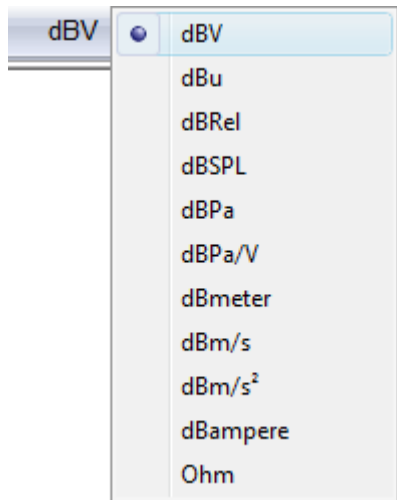 dBV
dBV
dBu
dBRel
dBSPL
dBPa
dBPa/V
dBmeter
dBm/s
dBm/s²
dBampere
Ohm